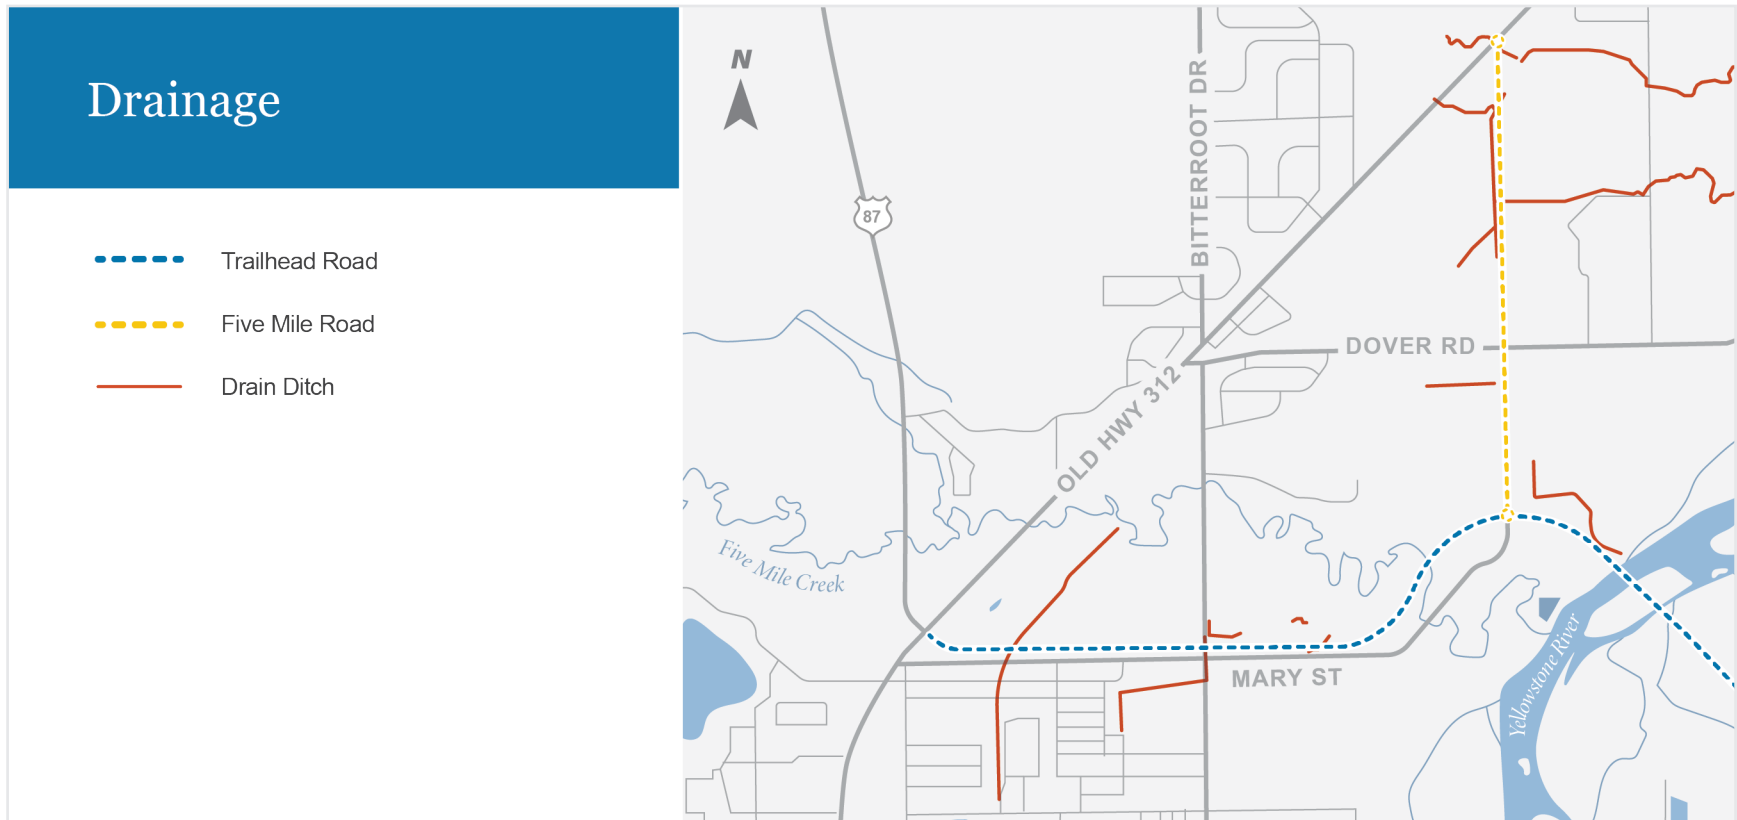 Drainage
Trailhead Road
Five Mile Road
Drain Ditch
N
87
BITTERROOT DR
DOVER RD
OLD HWY 312
Five Mile Creek
MARY ST
Yellowstone River